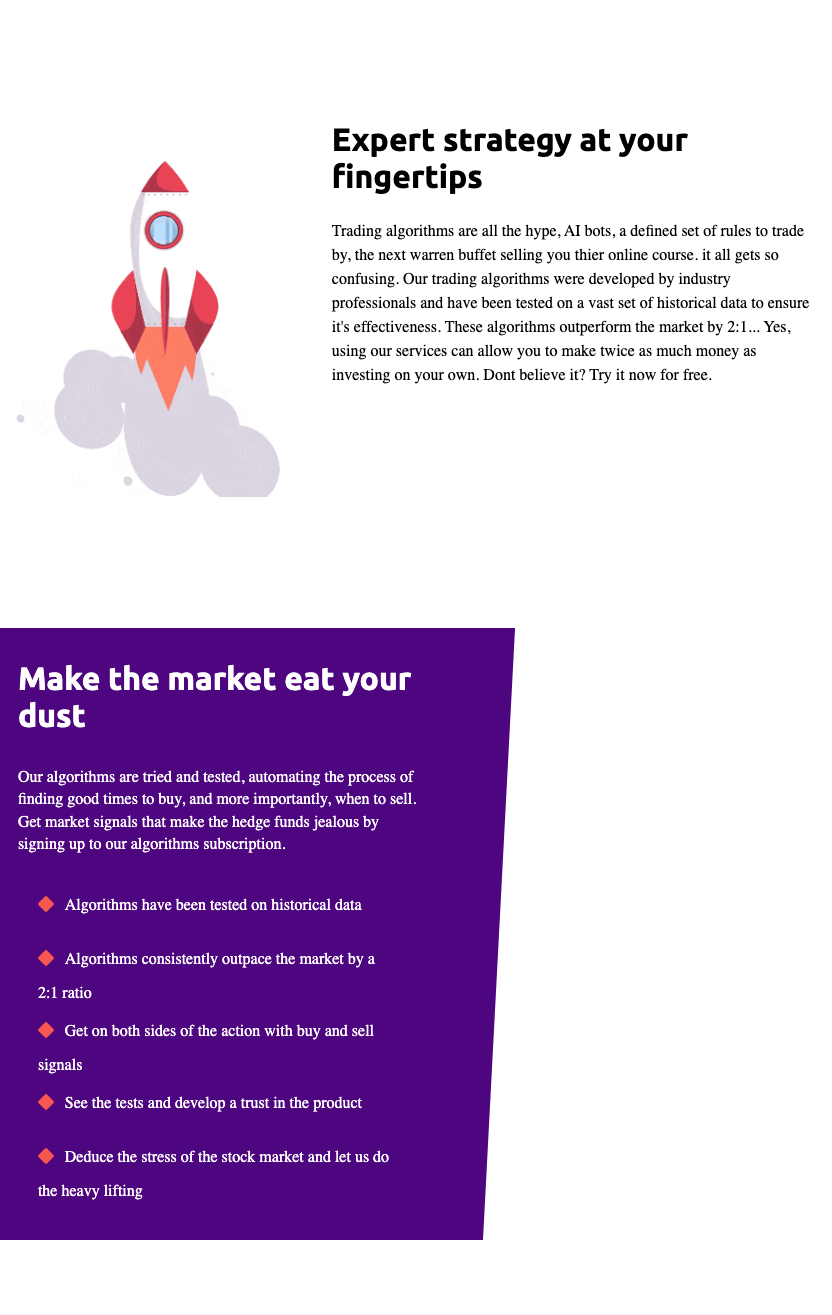 Expert strategy at your
fingertips
Trading algorithms are all the hype, AI bots, a defined set of rules to trade
by, the next warren buffet selling you thier online course. it all gets so
confusing. Our trading algorithms were developed by industry
professionals and have been tested on a vast set of historical data to ensure
it's effectiveness. These algorithms outperform the market by 2:1... Yes,
using our services can allow you to make twice as much money as
investing on your own. Dont believe it? Try it now for free.
Make the market eat your
dust
Our algorithms are tried and tested, automating the process of
finding good times to buy, and more importantly, when to sell.
Get market signals that make the hedge funds jealous by
signing up to our algorithms subscription.
Algorithms have been tested on historical data
Algorithms consistently outpace the market by a
2:1 ratio
Get on both sides of the action with buy and sell
signals
See the tests and develop a trust in the product
Deduce the stress of the stock market and let us do
the heavy lifting